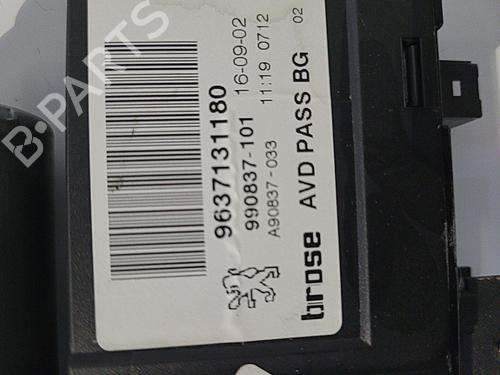 9637131180 16-09-02
990837-101 11:19 0712
A90837-033
brose AVD PASS BG 02
B-PARTS